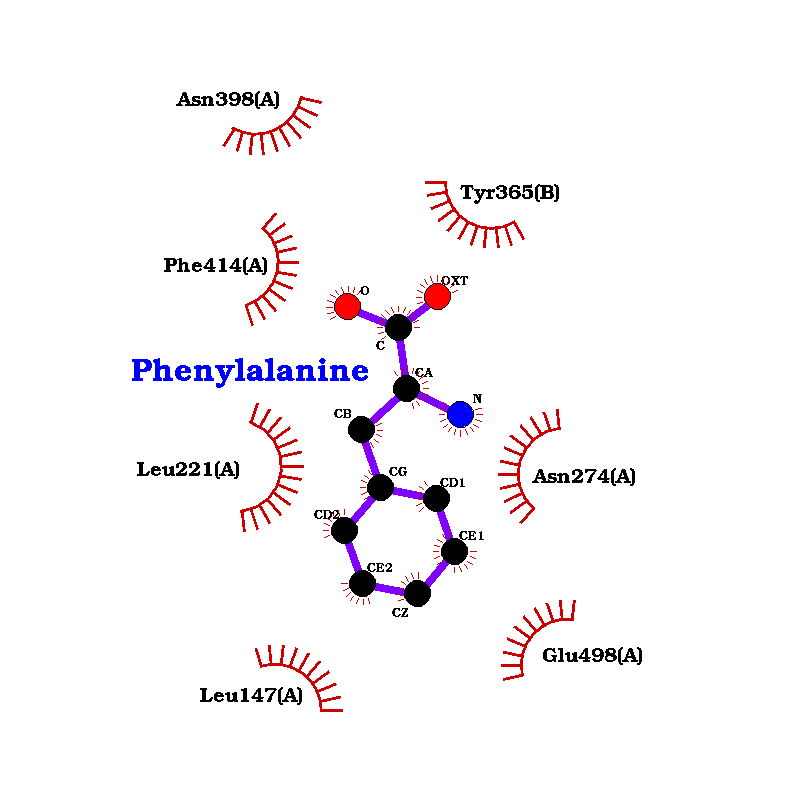 Asn398(A)
Tyr365(B)
Phe414(A)
OXT
O
C
Phenylalanine
CA
N
CB
Leu221(A)
CG
Asn274(A)
CD1
CD2
CE1
CE2
CZ
Glu498(A)
Leu147(A)